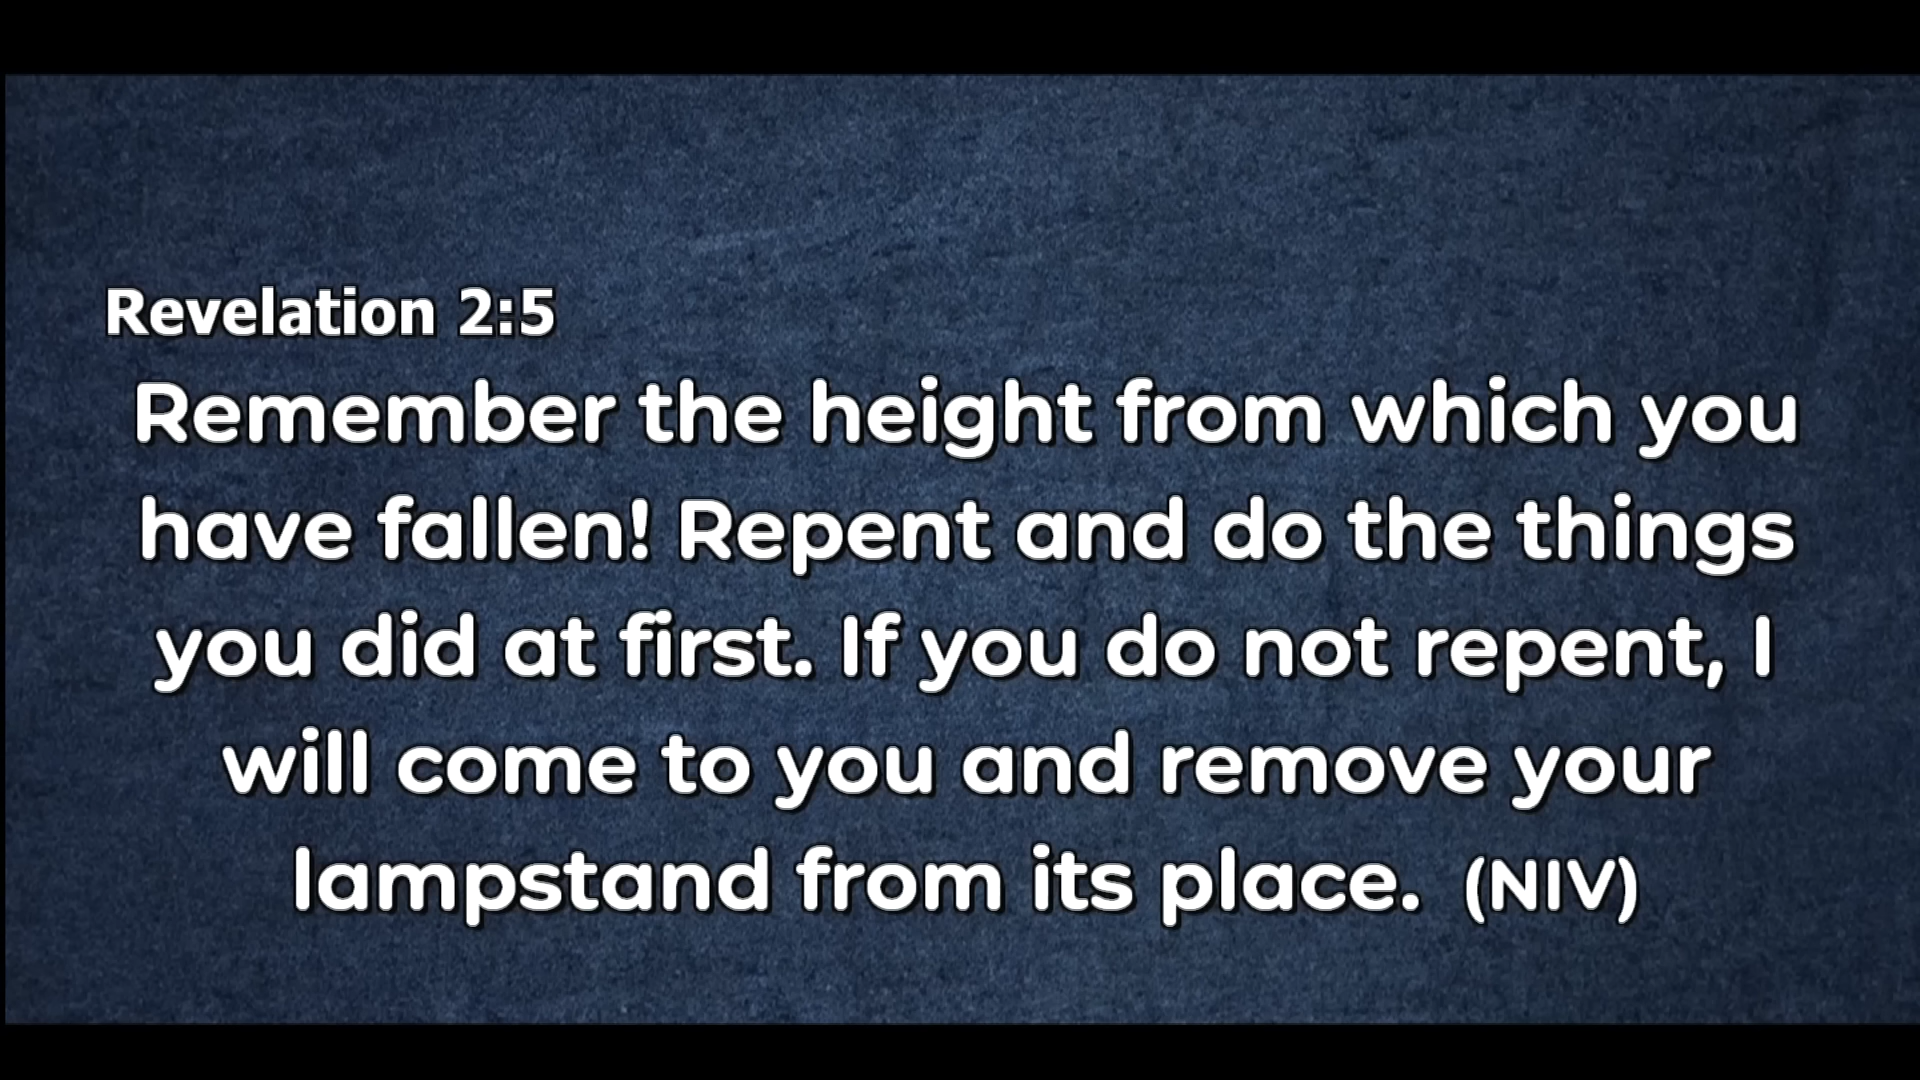 Revelation 2:5
Remember the height from which you
have fallen! Repent and do the things
you did at first. If you do not repent, I
will come to you and remove your
lampstand from its place. (NIV)